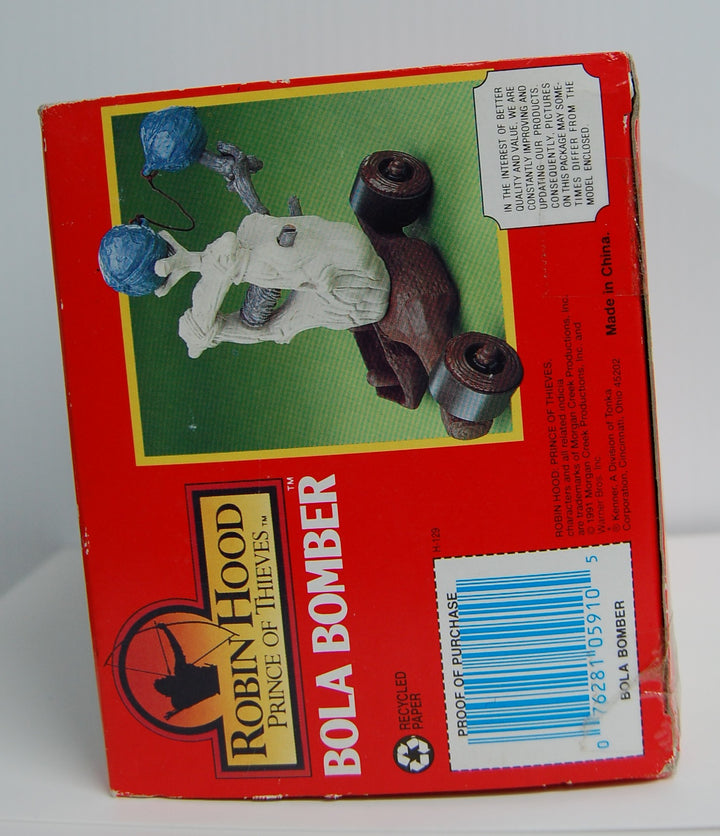 ROBIN HOOD
PRINCE OF THIEVES™
BOLA BOMBER™
IN THE INTEREST OF BETTER
QUALITY AND VALUE, WE ARE
CONSTANTLY IMPROVING AND
UPDATING OUR PRODUCTS.
CONSEQUENTLY, PICTURES
ON THIS PACKAGE MAY SOME-
TIMES DIFFER FROM THE
MODEL ENCLOSED.
RECYCLED
PAPER
H-129
PROOF OF PURCHASE
0 76281 05910 5
BOLA BOMBER
ROBIN HOOD: PRINCE OF THIEVES,
characters and all related indicia
are trademarks of Morgan Creek Productions, Inc.
© 1991 Morgan Creek Productions, Inc. and
Warner Bros. Inc.
® Kenner, A Division of Tonka
Corporation, Cincinnati, Ohio 45202
Made in China.